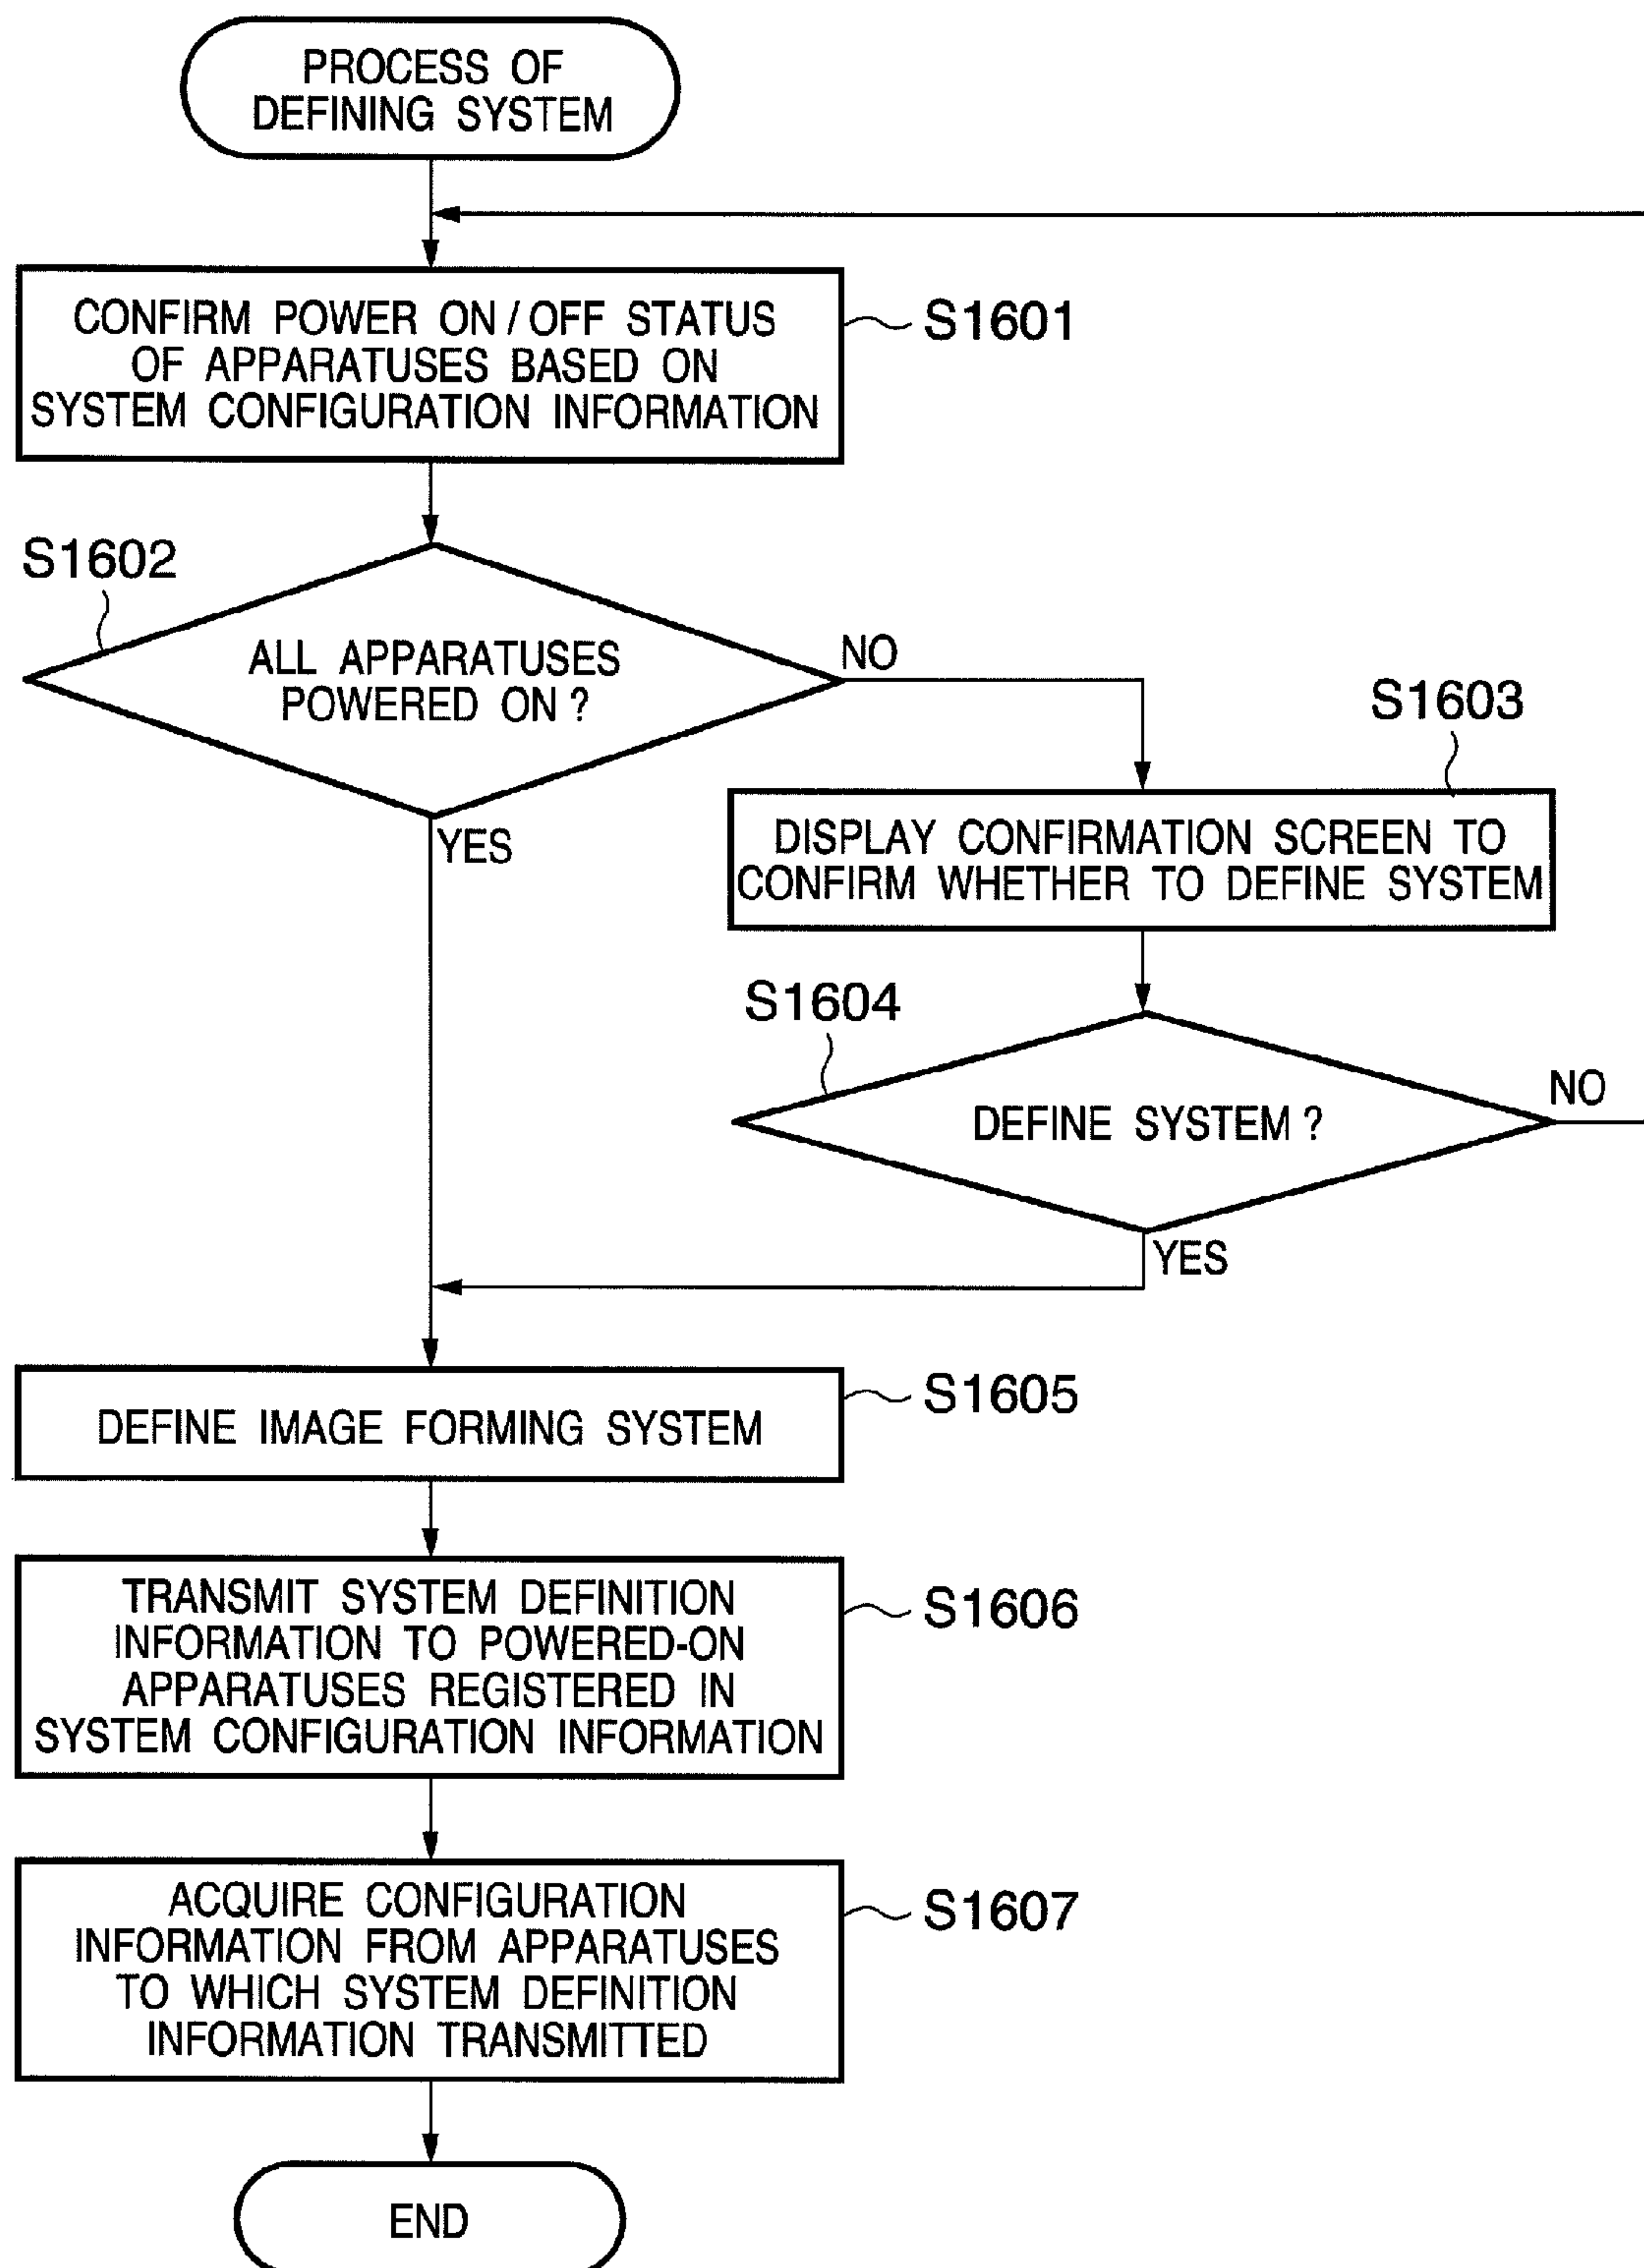 PROCESS OF
DEFINING SYSTEM
CONFIRM POWER ON / OFF STATUS
OF APPARATUSES BASED ON
SYSTEM CONFIGURATION INFORMATION
S1601
S1602
ALL APPARATUSES
POWERED ON ?
NO
YES
S1603
DISPLAY CONFIRMATION SCREEN TO
CONFIRM WHETHER TO DEFINE SYSTEM
S1604
DEFINE SYSTEM ?
NO
YES
DEFINE IMAGE FORMING SYSTEM
S1605
TRANSMIT SYSTEM DEFINITION
INFORMATION TO POWERED-ON
APPARATUSES REGISTERED IN
SYSTEM CONFIGURATION INFORMATION
S1606
ACQUIRE CONFIGURATION
INFORMATION FROM APPARATUSES
TO WHICH SYSTEM DEFINITION
INFORMATION TRANSMITTED
S1607
END